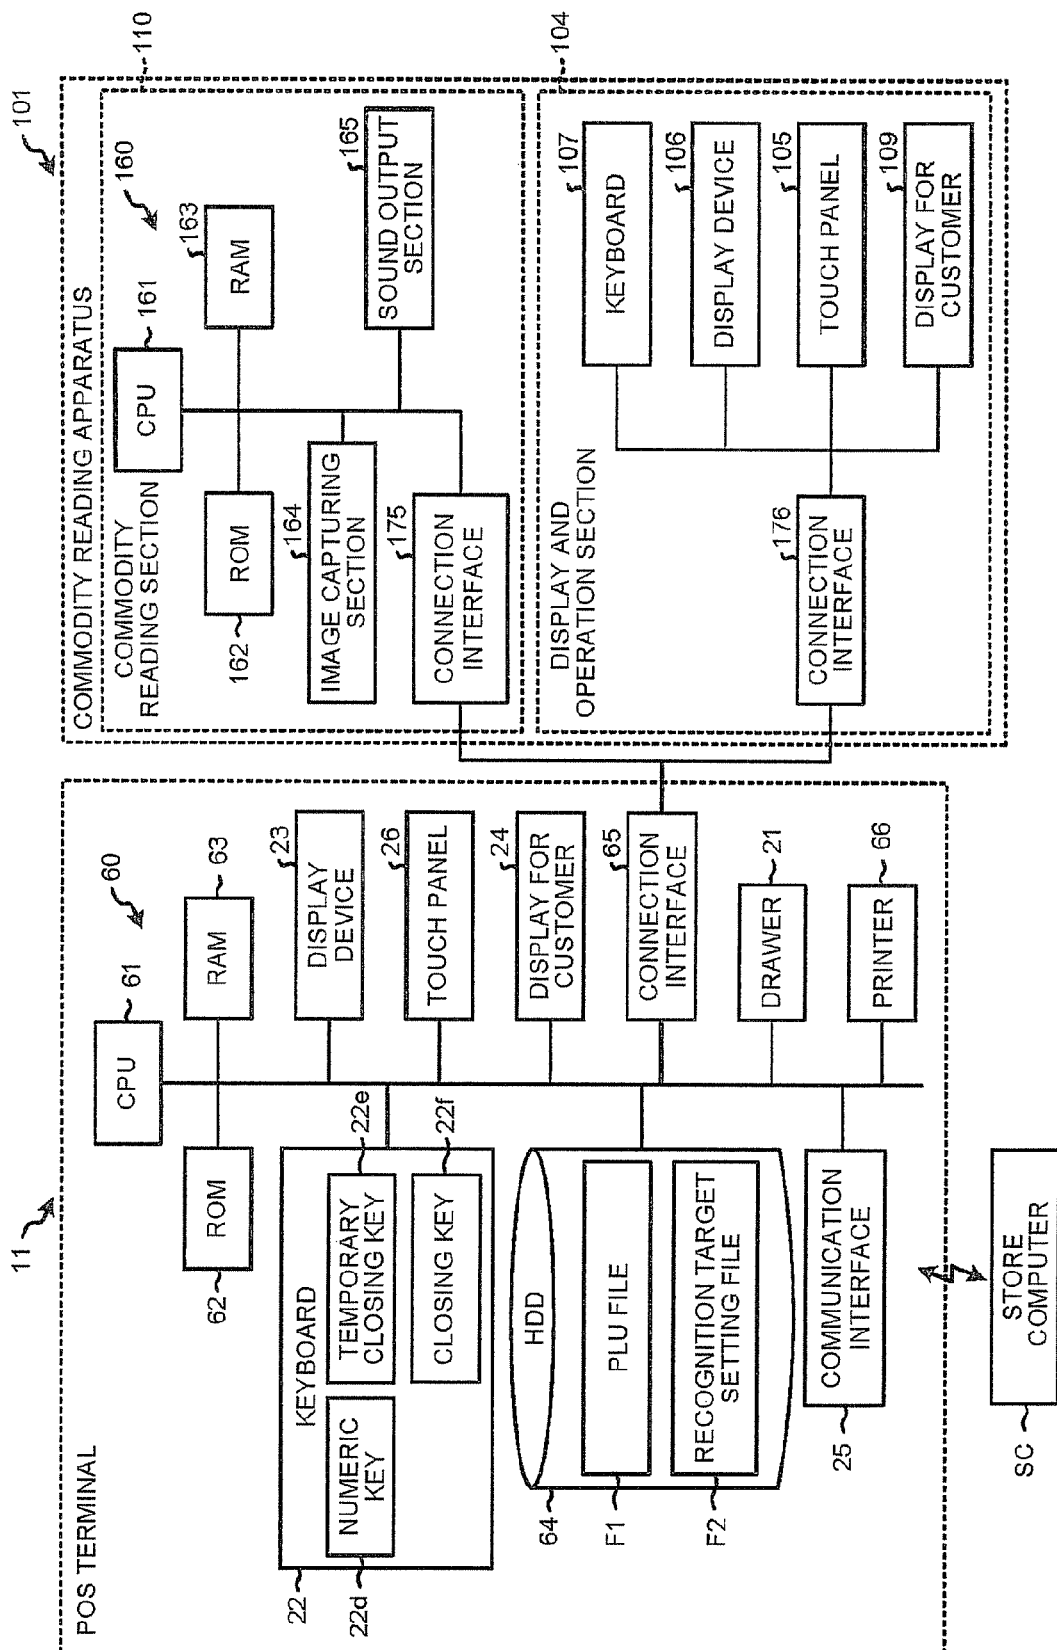 11
POS TERMINAL
60
CPU
61
ROM
62
RAM
63
KEYBOARD
22
NUMERIC
KEY
22d
TEMPORARY
CLOSING KEY
22e
CLOSING KEY
22f
DISPLAY
DEVICE
23
TOUCH PANEL
26
DISPLAY FOR
CUSTOMER
24
CONNECTION
INTERFACE
65
DRAWER
21
PRINTER
66
HDD
64
PLU FILE
F1
RECOGNITION TARGET
SETTING FILE
F2
COMMUNICATION
INTERFACE
25
STORE
COMPUTER
SC
101
COMMODITY READING APPARATUS
110
COMMODITY
READING SECTION
160
CPU
161
ROM
162
RAM
163
IMAGE CAPTURING
SECTION
164
SOUND OUTPUT
SECTION
165
CONNECTION
INTERFACE
175
104
DISPLAY AND
OPERATION SECTION
CONNECTION
INTERFACE
176
KEYBOARD
107
DISPLAY DEVICE
106
TOUCH PANEL
105
DISPLAY FOR
CUSTOMER
109